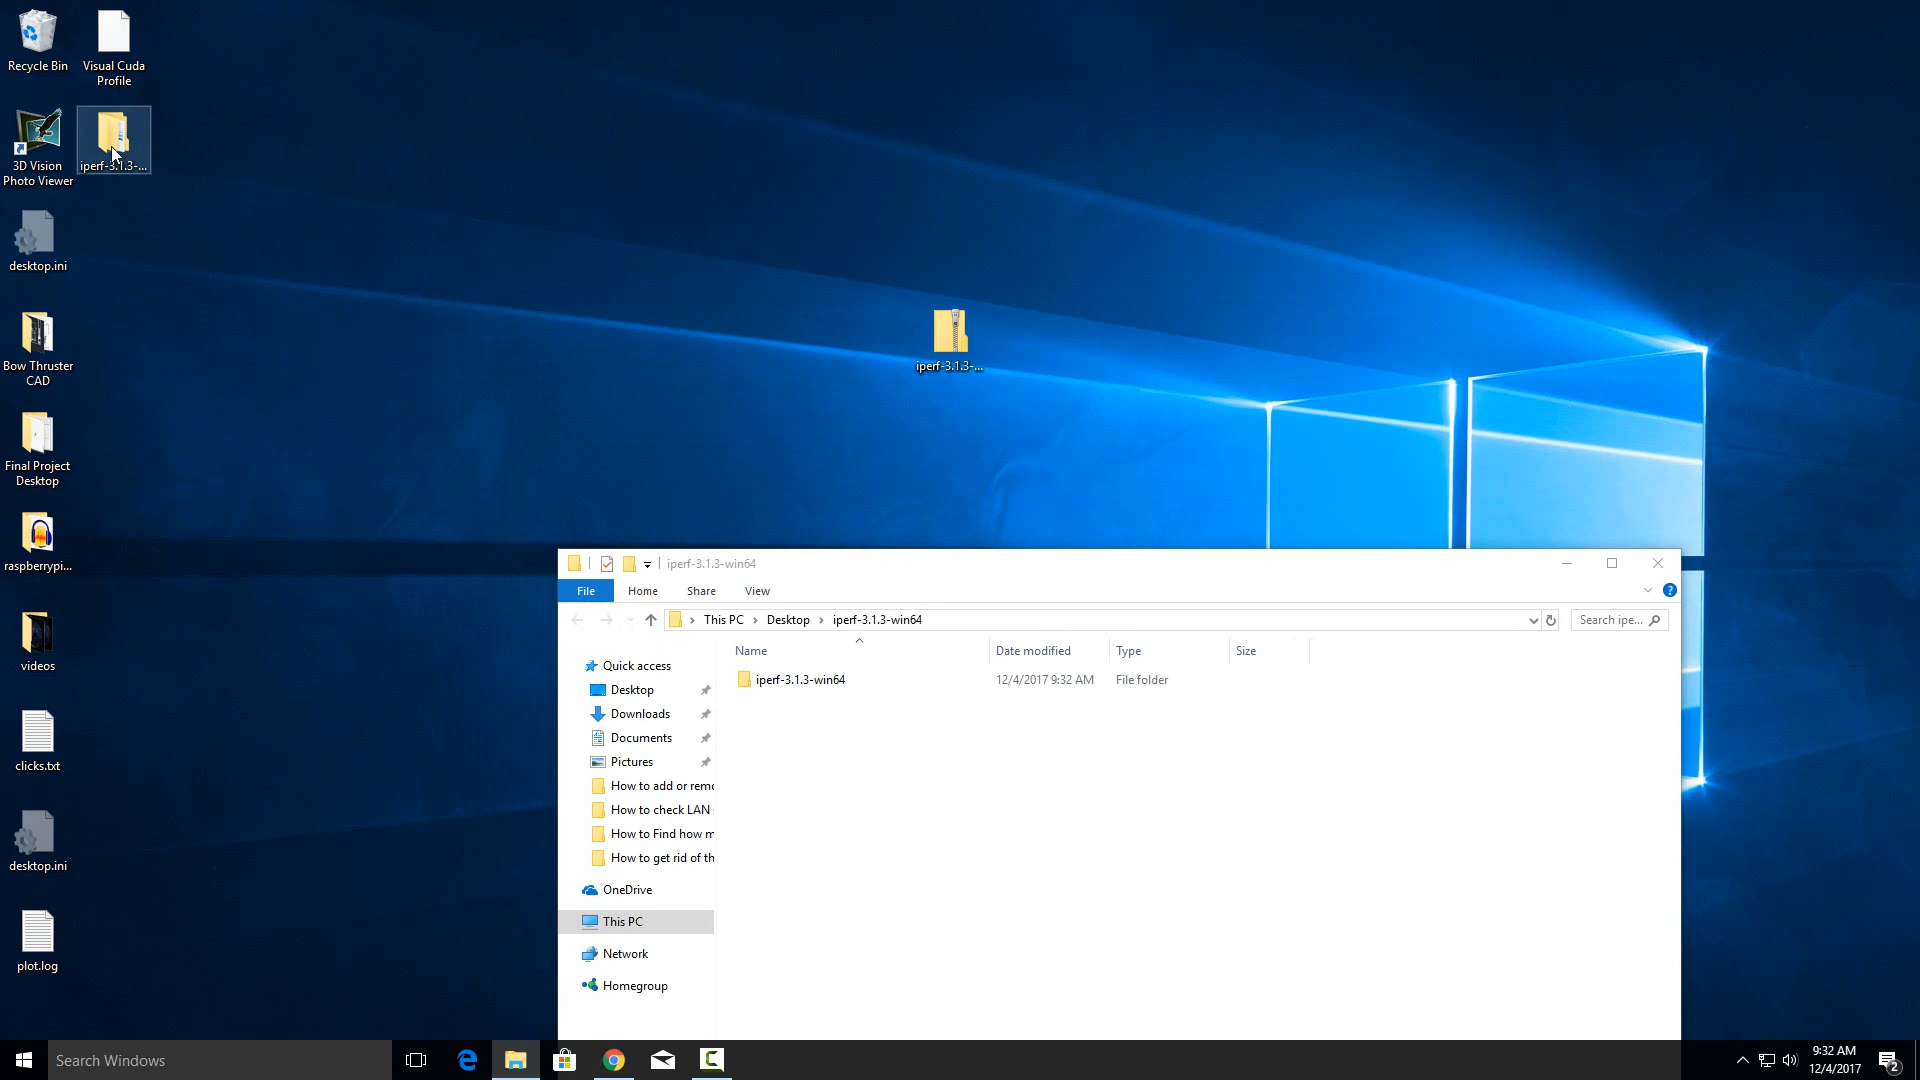 Recycle Bin
Visual Cuda
Profile
3D Vision
Photo Viewer
iperf-3.1.3-...
desktop.ini
Bow Thruster
CAD
Final Project
Desktop
raspberrypi...
videos
clicks.txt
desktop.ini
plot.log
iperf-3.1.3-...
iperf-3.1.3-win64
File Home Share View
This PC Desktop iperf-3.1.3-win64
Search ipe...
Name Date modified Type Size
iperf-3.1.3-win64 12/4/2017 9:32 AM File folder
Quick access
Desktop
Downloads
Documents
Pictures
How to add or remo
How to check LAN
How to Find how m
How to get rid of th
OneDrive
This PC
Network
Homegroup
Search Windows
9:32 AM
12/4/2017
2